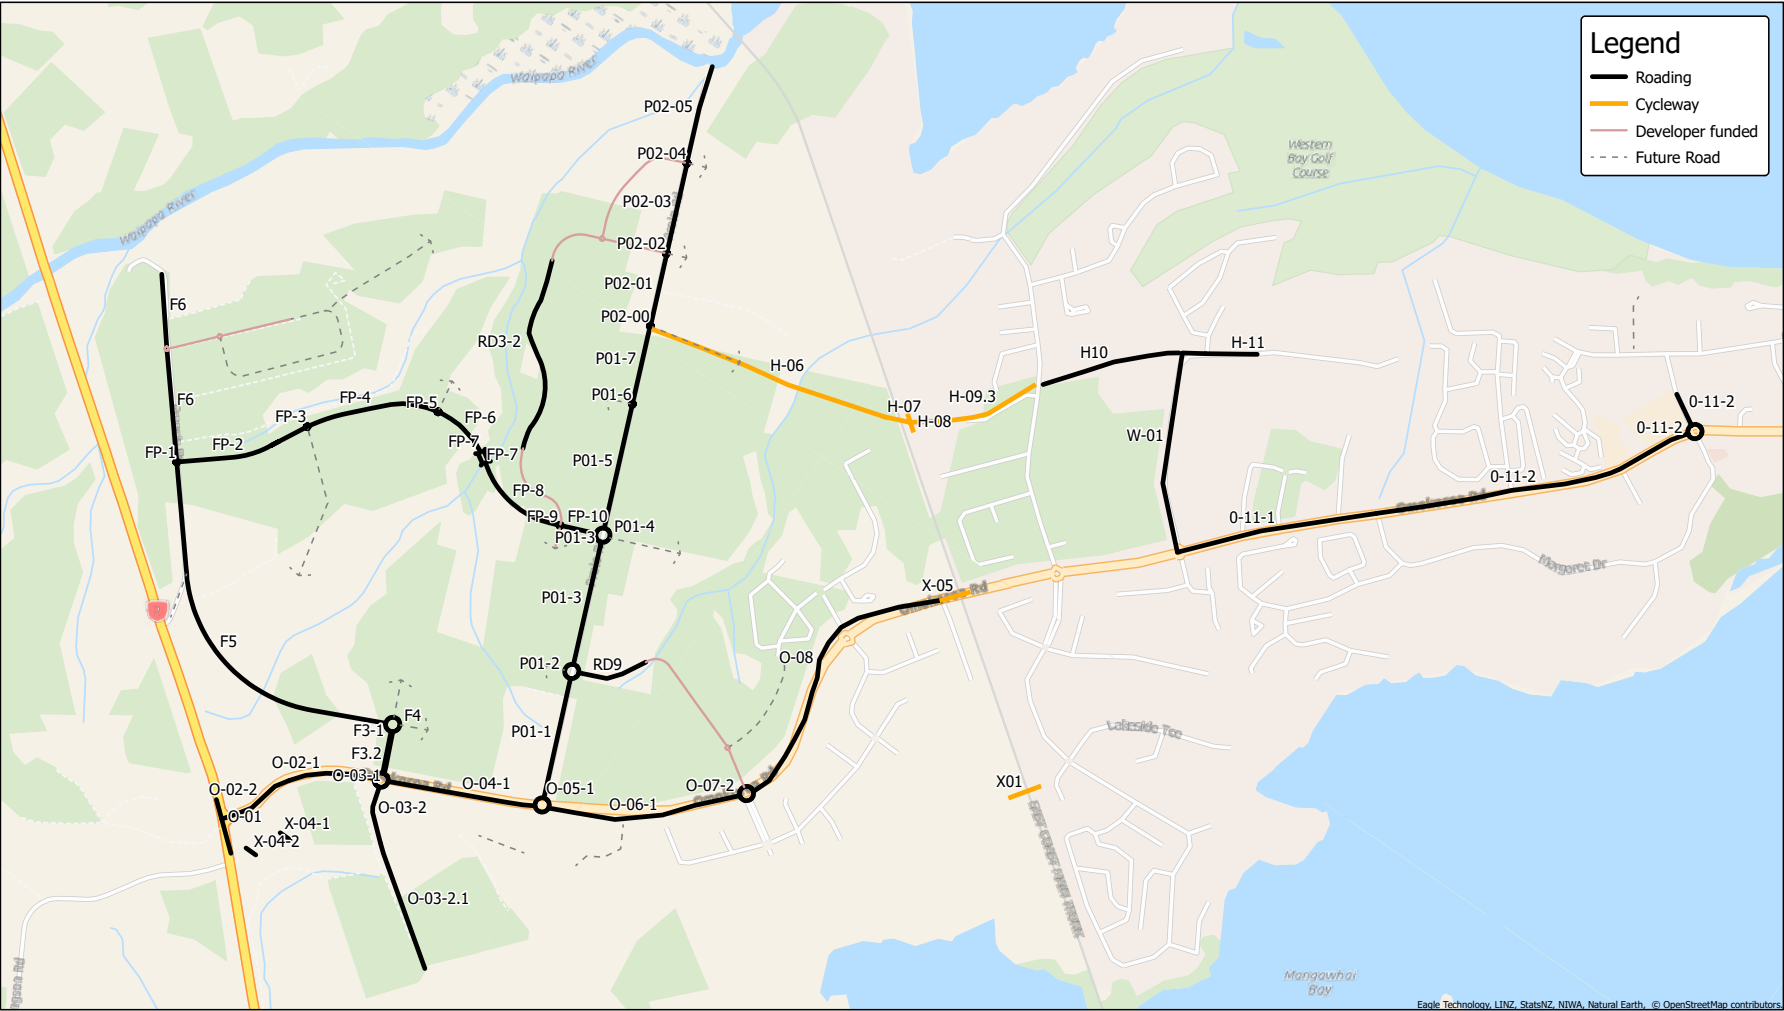 Legend
Roading
Cycleway
Developer funded
Future Road
Waipapa River
Waipapa River
Western
Bay Golf
Course
P02-05
P02-04
P02-03
P02-02
P02-01
P02-00
P01-7
P01-6
P01-5
P01-4
P01-3
P01-3
P01-2
P01-1
RD3-2
RD9
F6
F6
FP-1
FP-2
FP-3
FP-4
FP-5
FP-6
FP-7
FP-7
FP-8
FP-9
FP-10
F5
F4
F3-1
F3.2
H-06
H-07
H-08
H-09.3
H10
H-11
W-01
0-11-2
0-11-2
0-11-2
0-11-1
X-05
O-08
O-07-2
O-06-1
O-05-1
O-04-1
O-03-1
O-03-2
O-03-2.1
O-02-1
O-02-2
O-01
X-04-1
X-04-2
X01
Margaret Dr
Lakeside Tce
Mangawhai
Bay
Eagle Technology, LINZ, StatsNZ, NIWA, Natural Earth, © OpenStreetMap contributors.